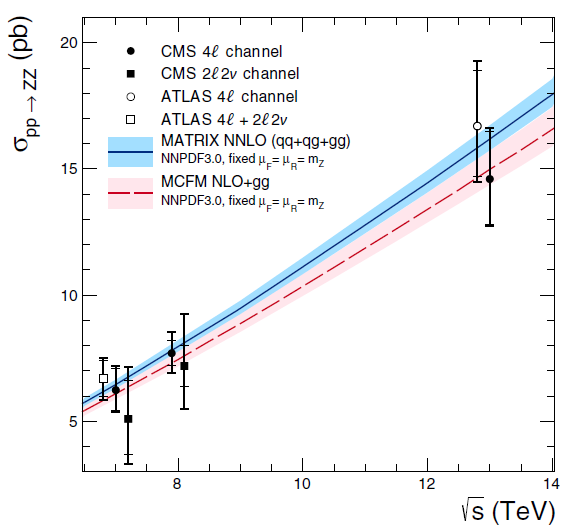 σpp→ZZ (pb)
20
15
10
5
CMS 4ℓ channel
CMS 2ℓ2ν channel
ATLAS 4ℓ channel
ATLAS 4ℓ + 2ℓ2ν
MATRIX NNLO (qq+qg+gg)
NNPDF3.0, fixed μF= μR= mZ
MCFM NLO+gg
NNPDF3.0, fixed μF= μR= mZ
8 10 12 14
√s (TeV)